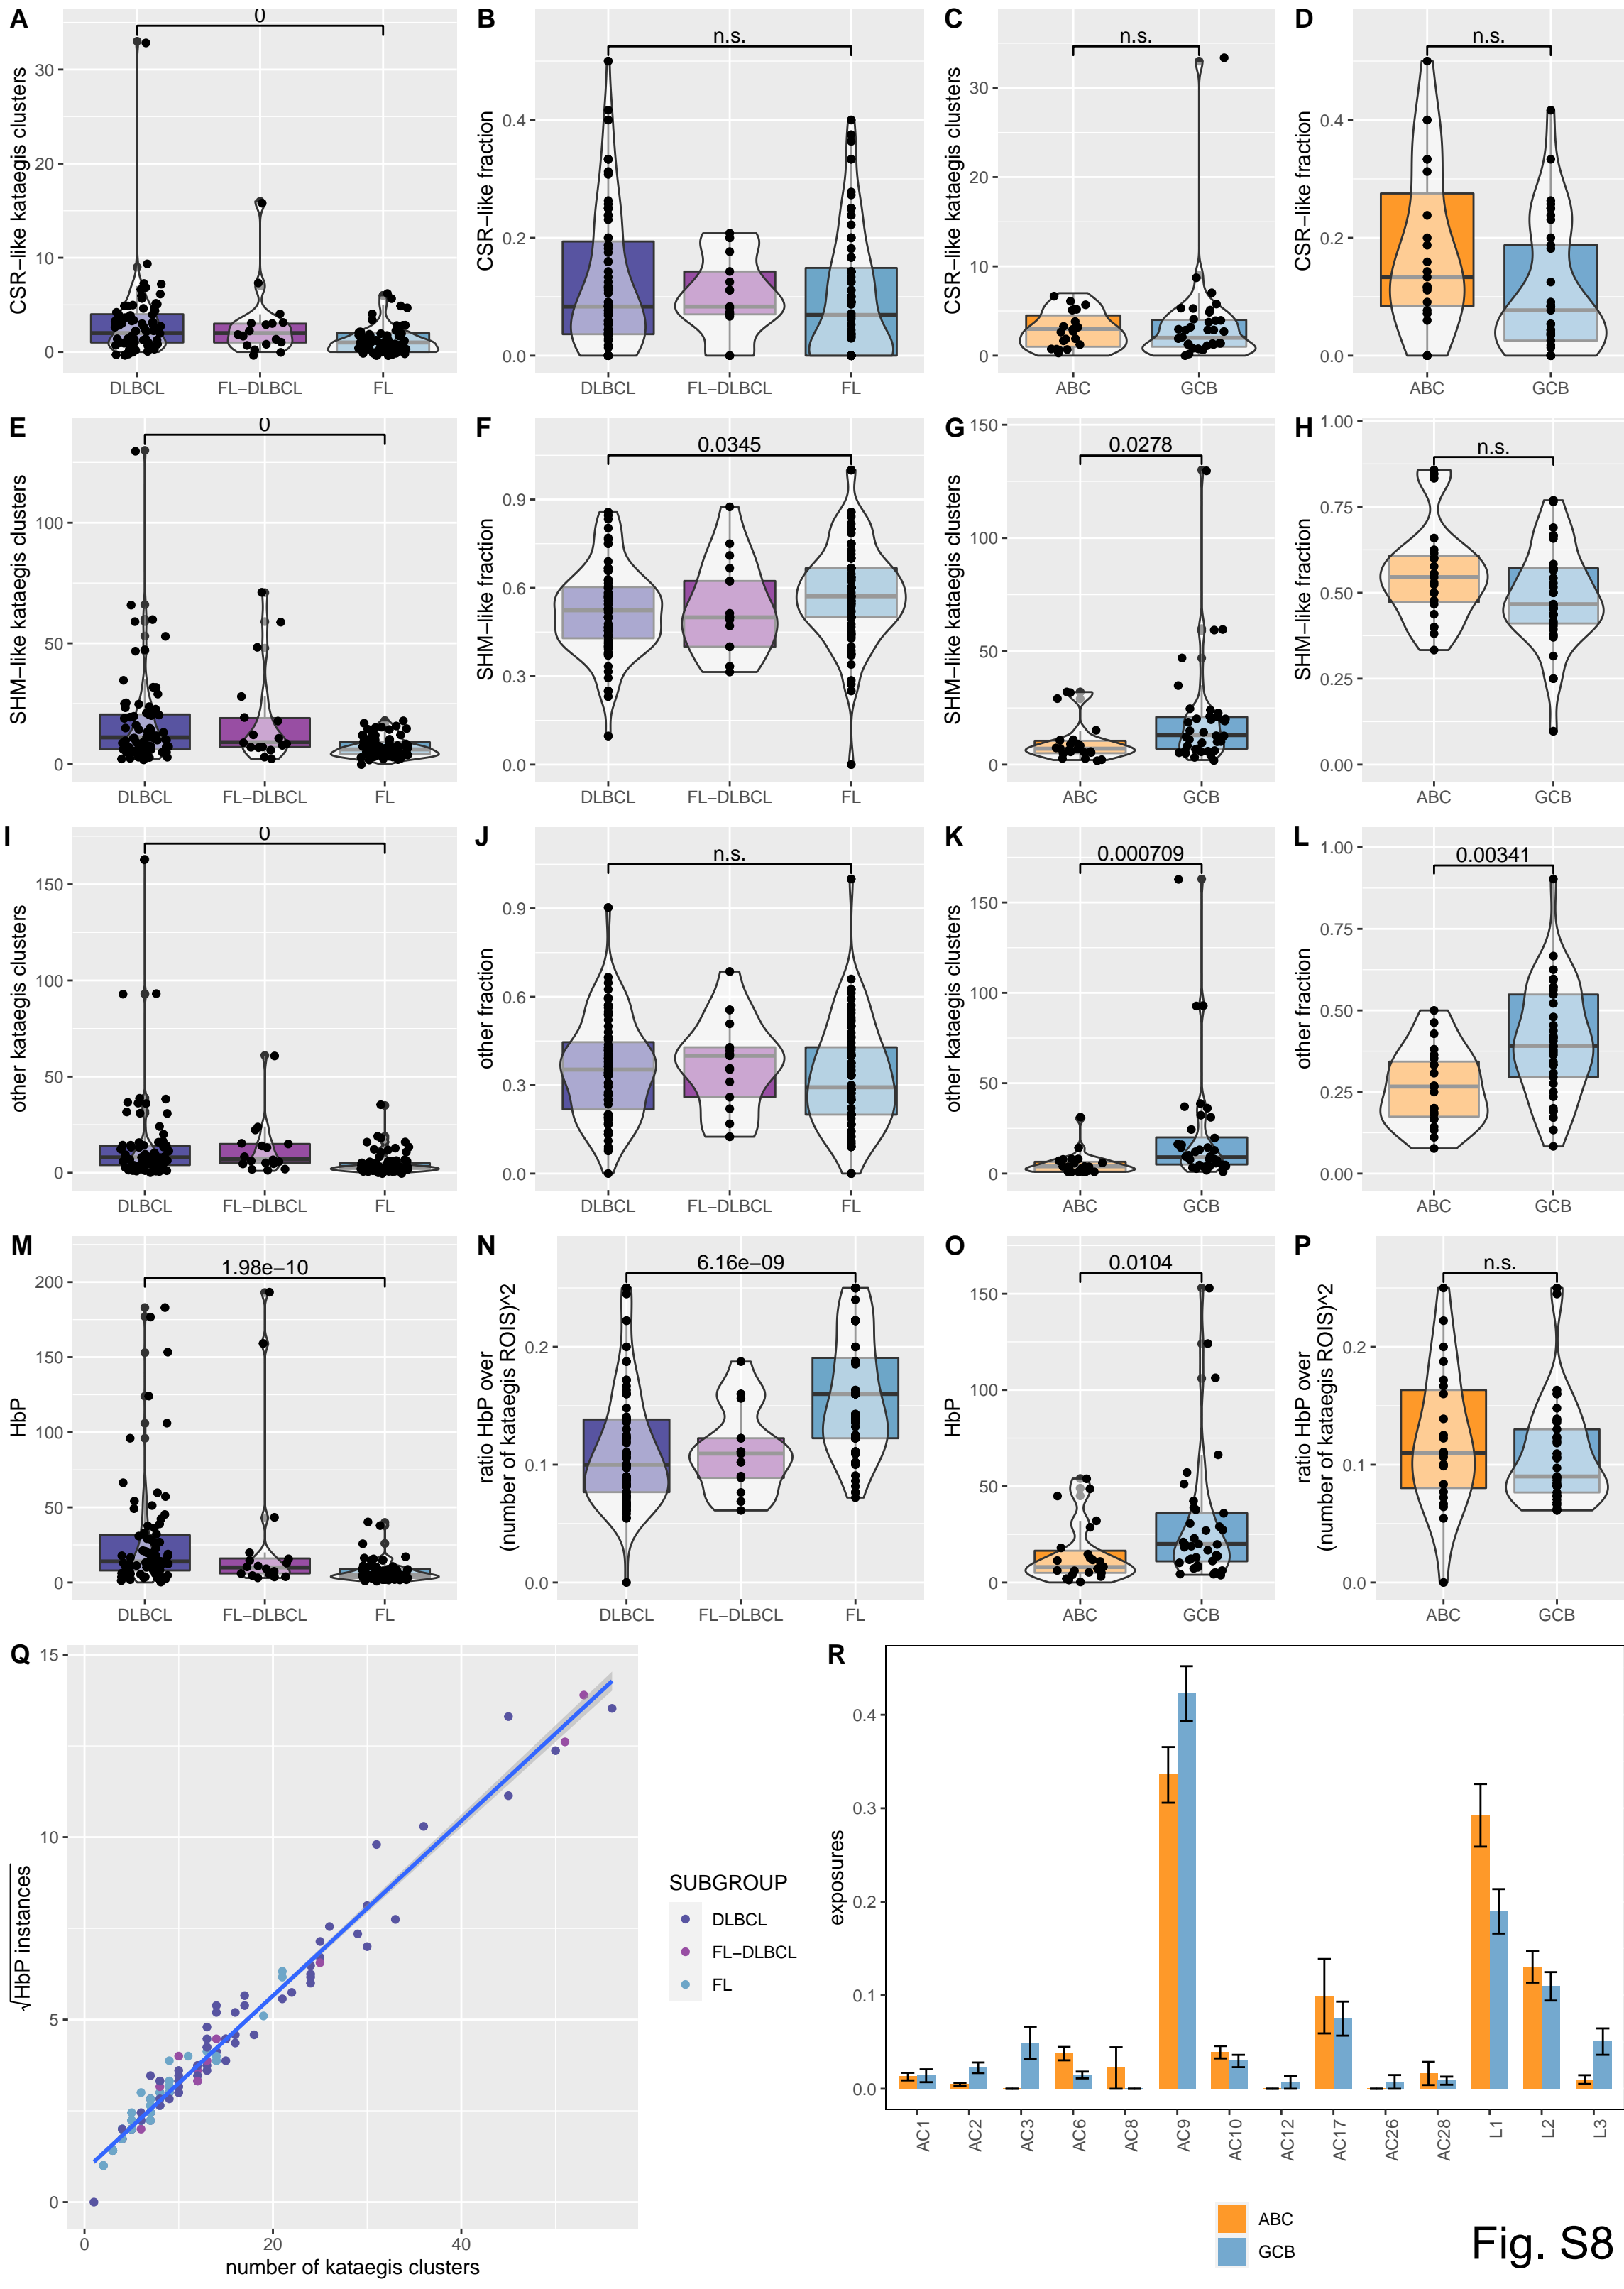 A
CSR−like kataegis clusters
0
30
20
10
0
DLBCL
FL−DLBCL
FL
B
CSR−like fraction
n.s.
0.4
0.2
0.0
DLBCL
FL−DLBCL
FL
C
CSR−like kataegis clusters
n.s.
30
20
10
0
ABC
GCB
D
CSR−like fraction
n.s.
0.4
0.2
0.0
ABC
GCB
E
SHM−like kataegis clusters
0
100
50
0
DLBCL
FL−DLBCL
FL
F
SHM−like fraction
0.0345
0.9
0.6
0.3
0.0
DLBCL
FL−DLBCL
FL
G
SHM−like kataegis clusters
0.0278
150
100
50
0
ABC
GCB
H
SHM−like fraction
n.s.
1.00
0.75
0.50
0.25
0.00
ABC
GCB
I
other kataegis clusters
0
150
100
50
0
DLBCL
FL−DLBCL
FL
J
other fraction
n.s.
0.9
0.6
0.3
0.0
DLBCL
FL−DLBCL
FL
K
other kataegis clusters
0.000709
150
100
50
0
ABC
GCB
L
other fraction
0.00341
1.00
0.75
0.50
0.25
0.00
ABC
GCB
M
HbP
1.98e−10
200
150
100
50
0
DLBCL
FL−DLBCL
FL
N
ratio HbP over
(number of kataegis ROIS)^2
6.16e−09
0.2
0.1
0.0
DLBCL
FL−DLBCL
FL
O
HbP
0.0104
150
100
50
0
ABC
GCB
P
ratio HbP over
(number of kataegis ROIS)^2
n.s.
0.2
0.1
0.0
ABC
GCB
Q
√HbP instances
15
10
5
0
0
20
40
number of kataegis clusters
SUBGROUP
DLBCL
FL−DLBCL
FL
R
exposures
0.4
0.3
0.2
0.1
0.0
AC1
AC2
AC3
AC6
AC8
AC9
AC10
AC12
AC17
AC26
AC28
L1
L2
L3
ABC
GCB
Fig. S8